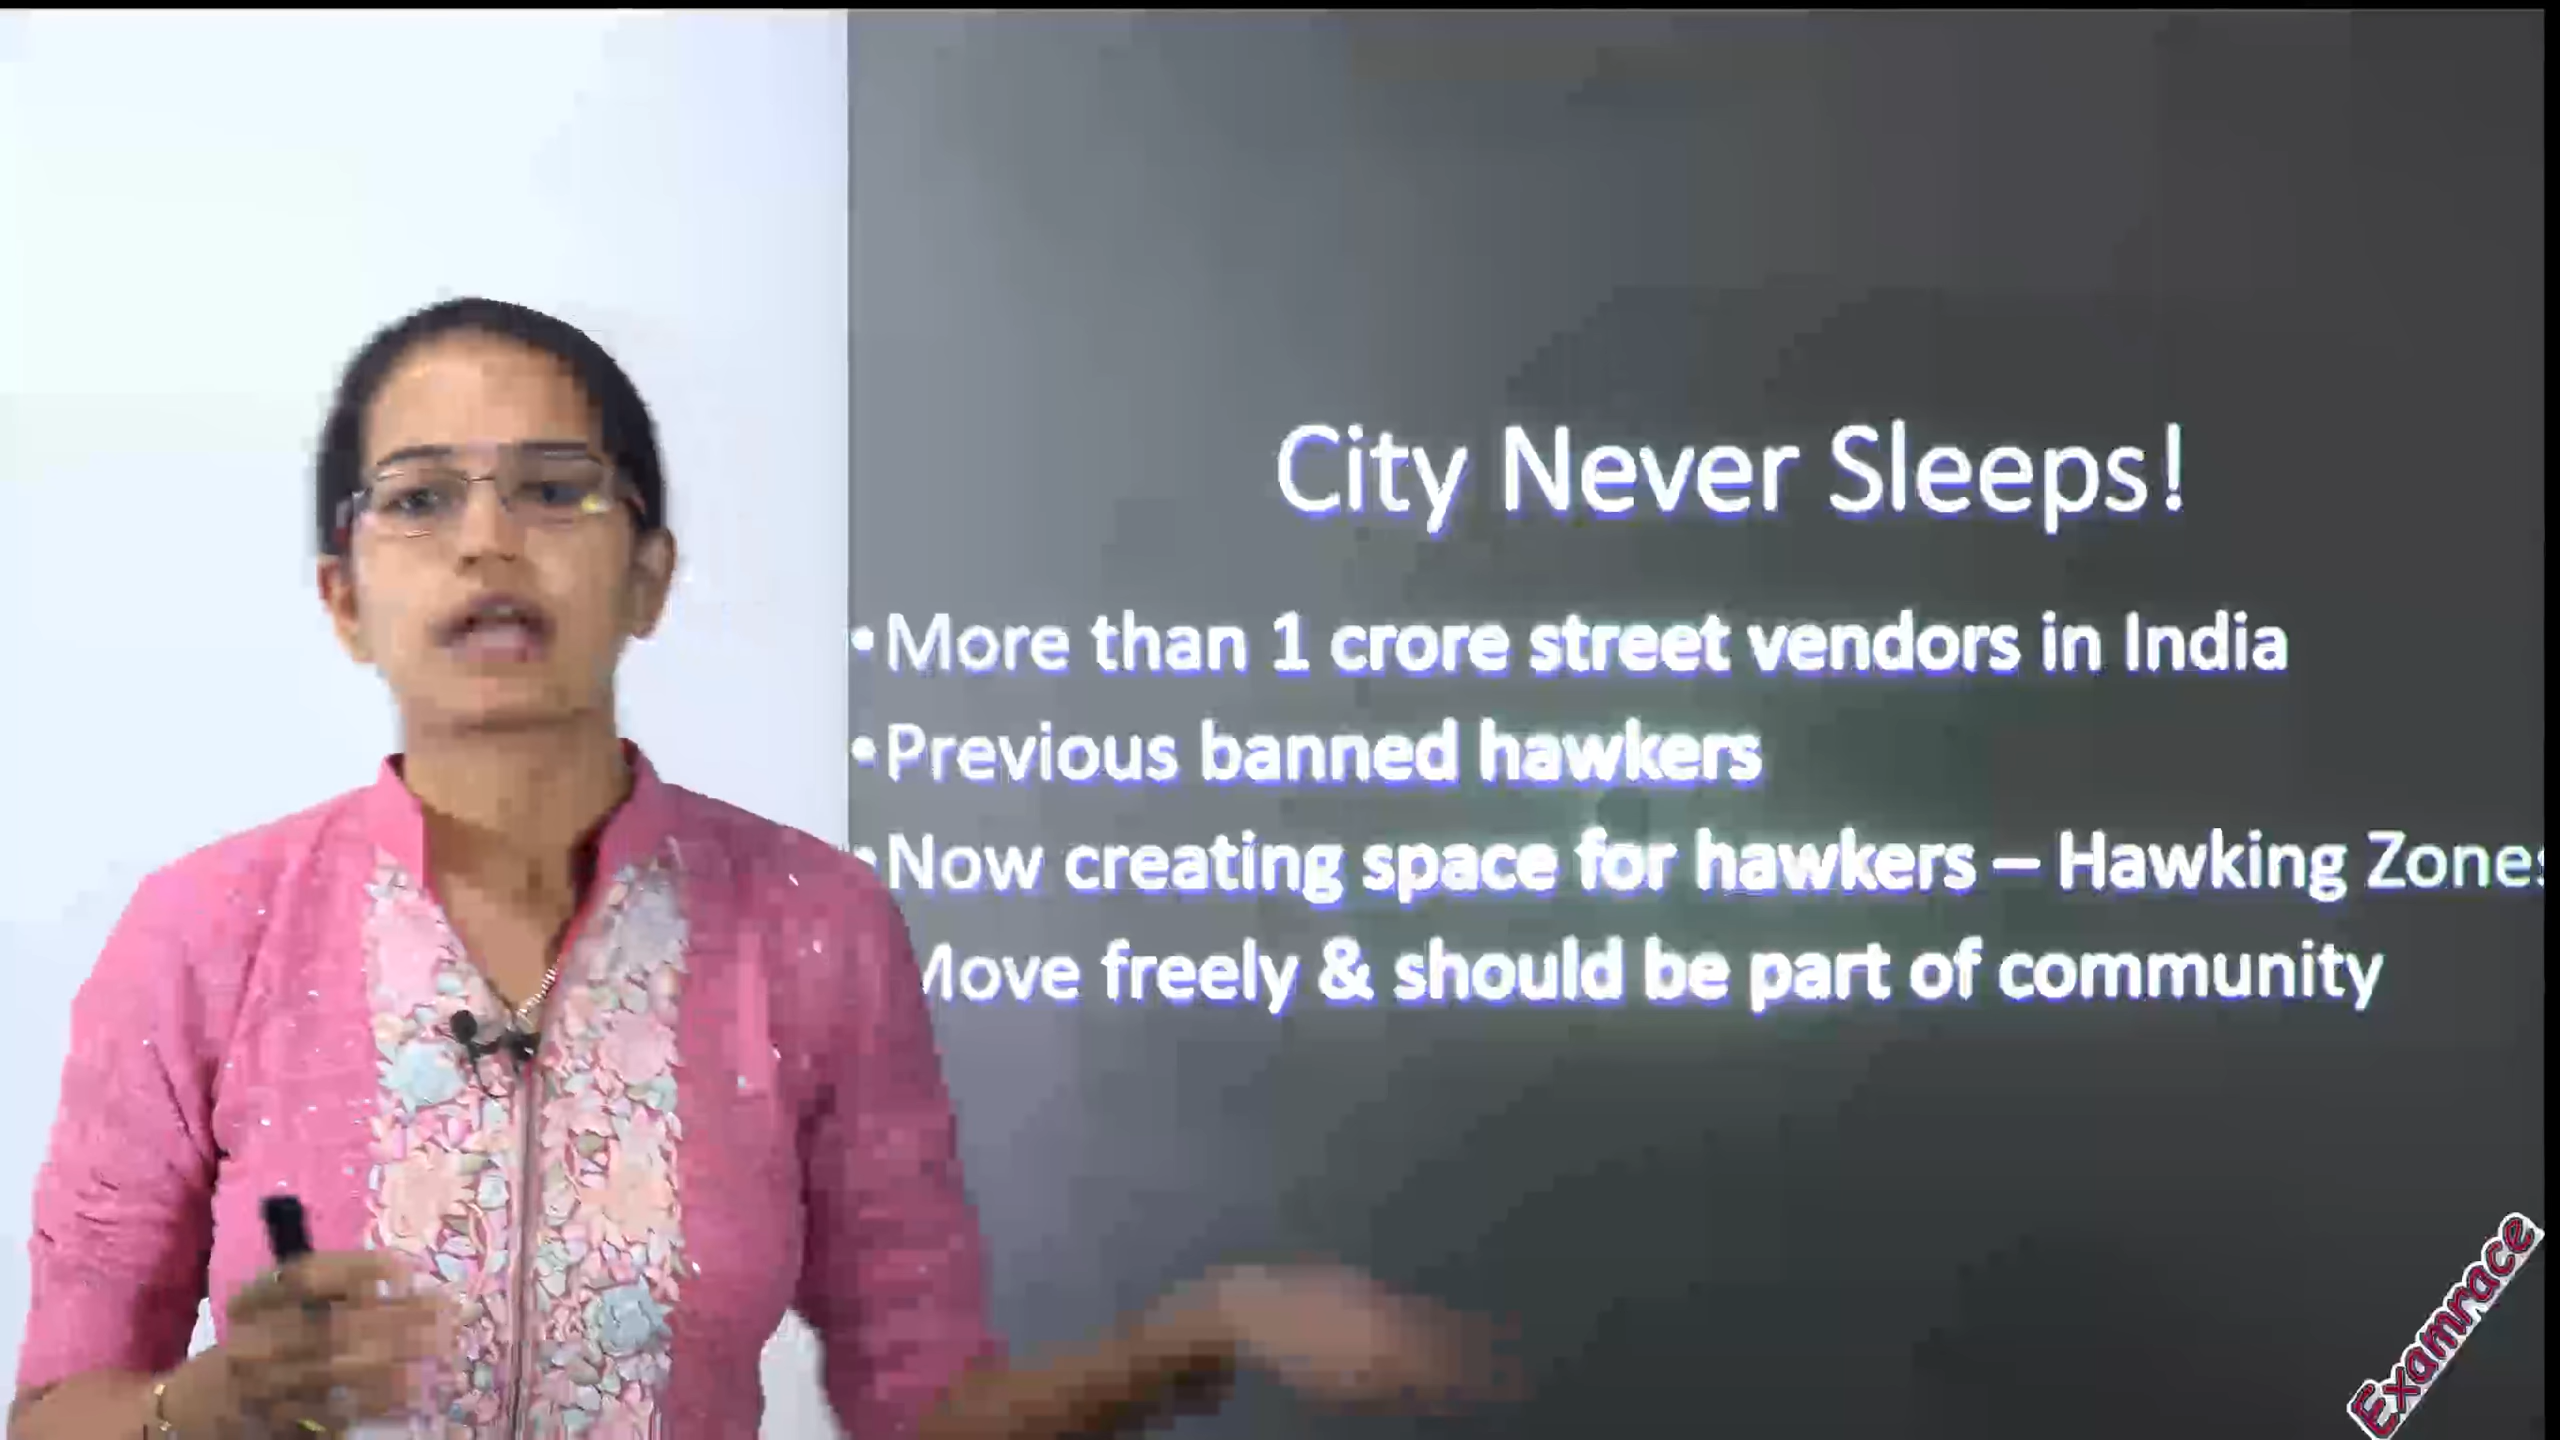 City Never Sleeps!
•More than 1 crore street vendors in India
•Previous banned hawkers
•Now creating space for hawkers – Hawking Zones
Move freely & should be part of community
Examrace